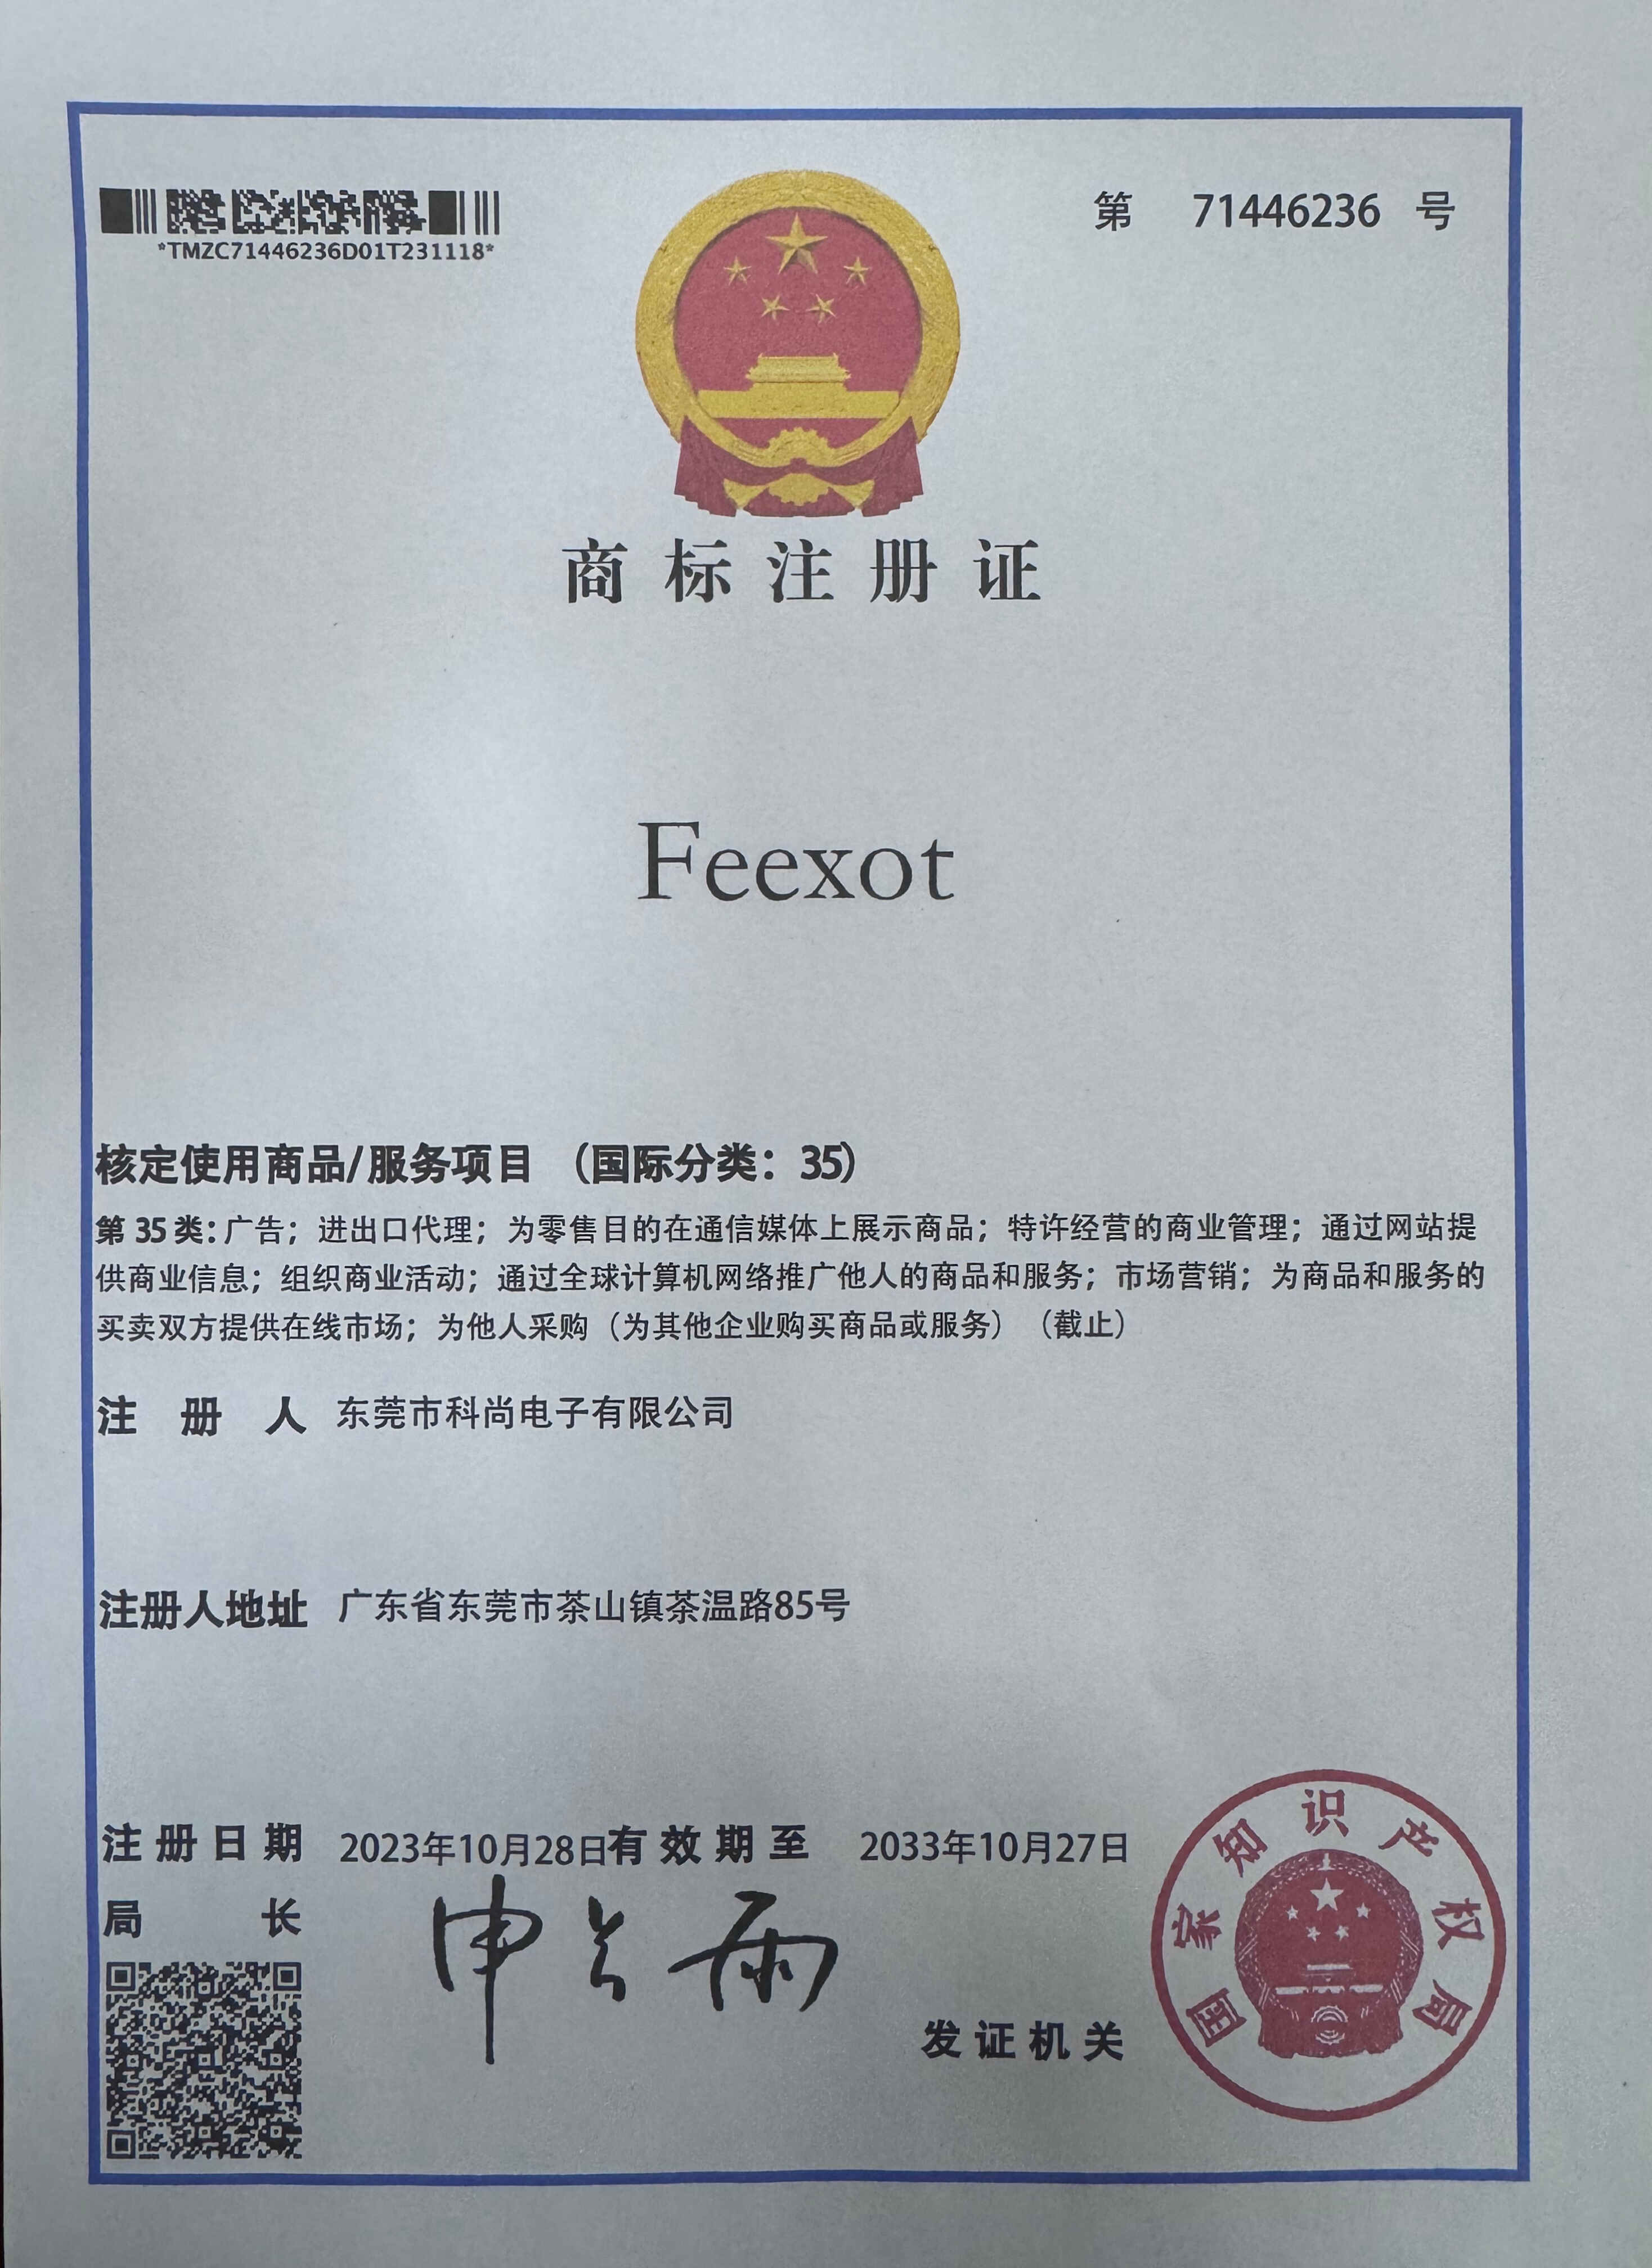 *TMZC71446236D01T231118*
第 71446236 号
商标注册证
Feexot
核定使用商品/服务项目 （国际分类：35）
第 35 类：广告；进出口代理；为零售目的在通信媒体上展示商品；特许经营的商业管理；通过网站提
供商业信息；组织商业活动；通过全球计算机网络推广他人的商品和服务；市场营销；为商品和服务的
买卖双方提供在线市场；为他人采购（为其他企业购买商品或服务）（截止）
注 册 人 东莞市科尚电子有限公司
注册人地址 广东省东莞市茶山镇茶温路85号
注册日期 2023年10月28日有效期至 2033年10月27日
局 长 申长雨
发证机关
国家知识产权局